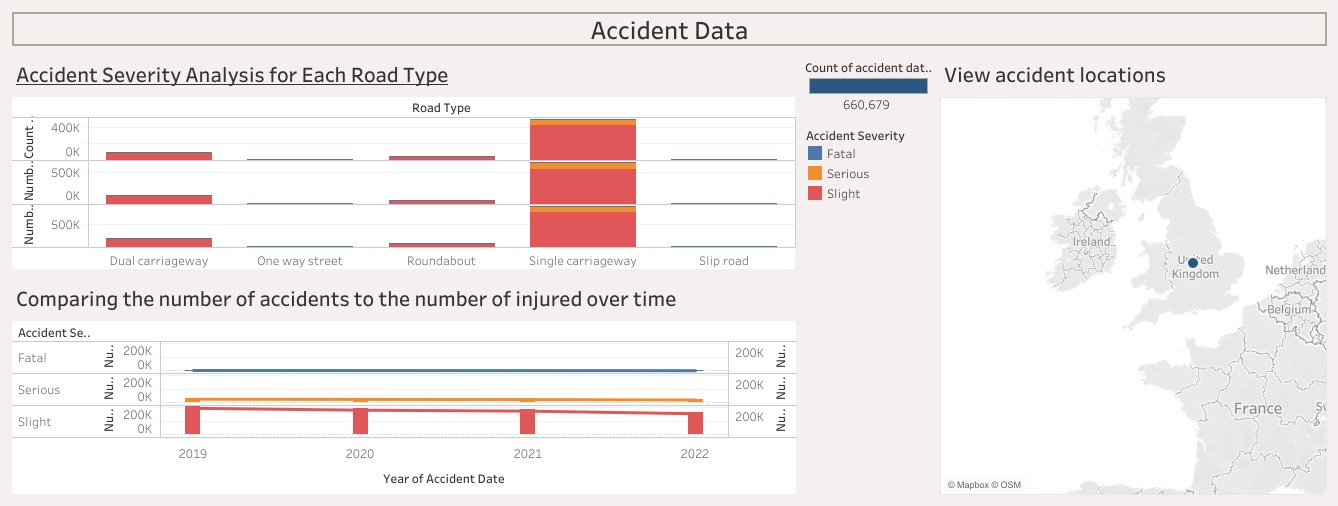 Accident Data
Accident Severity Analysis for Each Road Type
Road Type
Count ..
400K
0K
Numb..
500K
0K
Numb..
500K
Dual carriageway
One way street
Roundabout
Single carriageway
Slip road
Comparing the number of accidents to the number of injured over time
Accident Se..
Fatal
Nu..
200K
0K
200K
Nu..
Serious
Nu..
200K
0K
200K
Nu..
Slight
Nu..
200K
0K
200K
Nu..
2019
2020
2021
2022
Year of Accident Date
Count of accident dat..
660,679
Accident Severity
Fatal
Serious
Slight
View accident locations
Ireland
Kingdom
Netherland
Belgium
France
© Mapbox © OSM